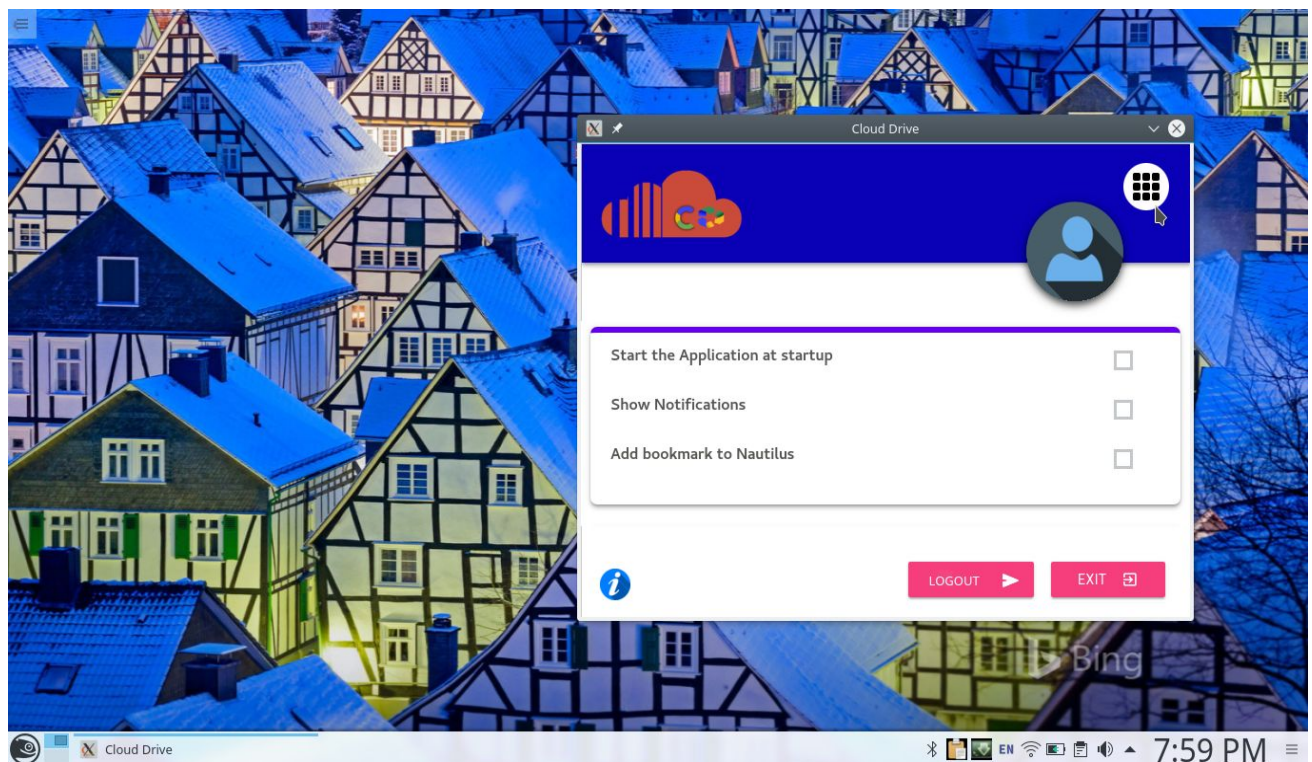 Cloud Drive
Start the Application at startup
Show Notifications
Add bookmark to Nautilus
LOGOUT
EXIT
Bing
Cloud Drive
EN
7:59 PM